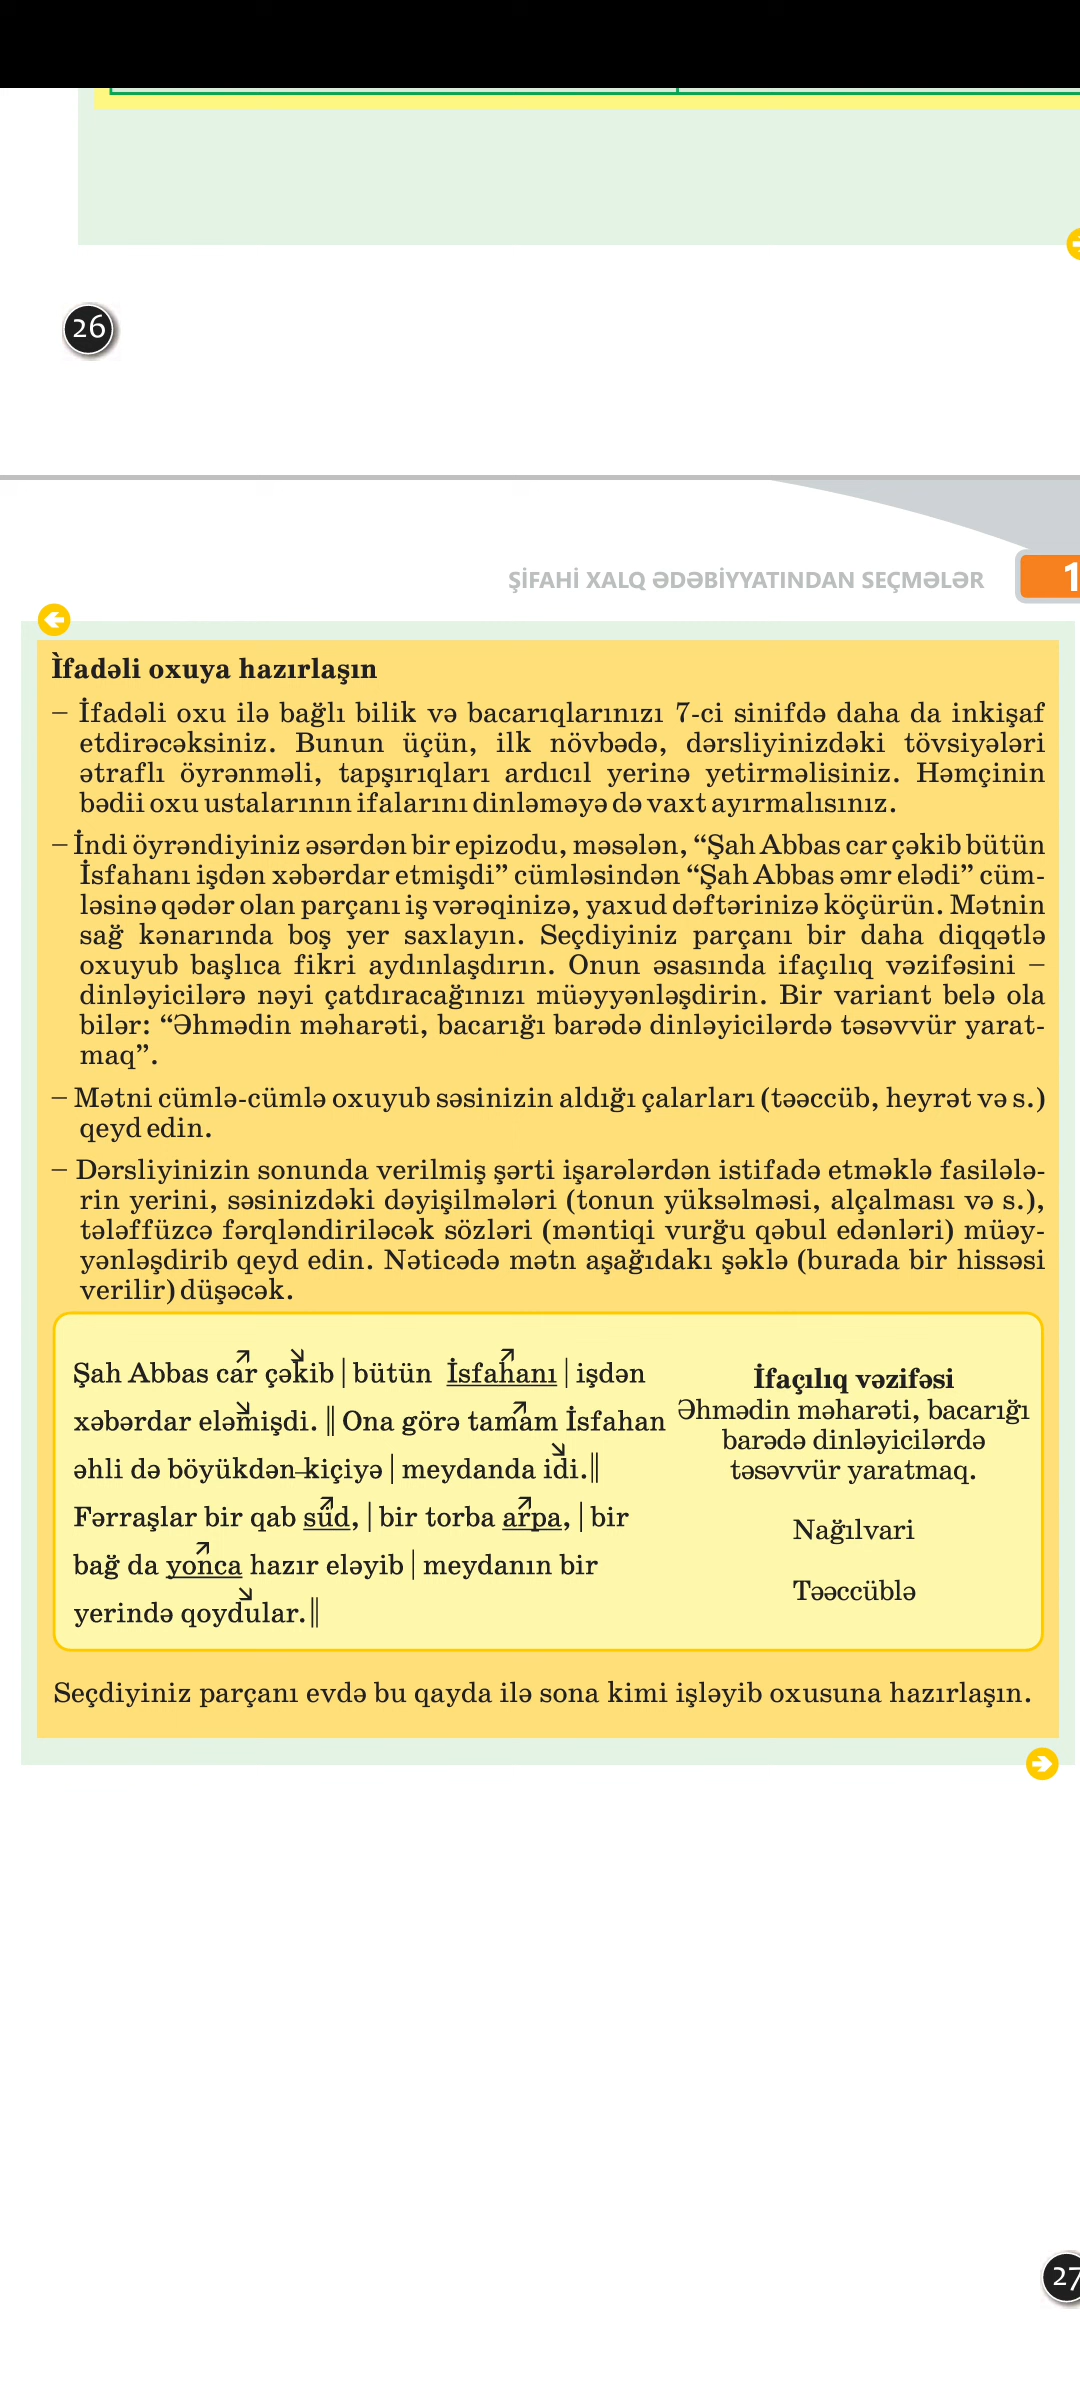 26
ŞİFAHİ XALQ ƏDƏBİYYATINDAN SEÇMƏLƏR
1
İ̀fadəli oxuya hazırlaşın
– İfadəli oxu ilə bağlı bilik və bacarıqlarınızı 7-ci sinifdə daha da inkişaf
etdirəcəksiniz. Bunun üçün, ilk növbədə, dərsliyinizdəki tövsiyələri
ətraflı öyrənməli, tapşırıqları ardıcıl yerinə yetirməlisiniz. Həmçinin
bədii oxu ustalarının ifalarını dinləməyə də vaxt ayırmalısınız.
– İndi öyrəndiyiniz əsərdən bir epizodu, məsələn, “Şah Abbas car çəkib bütün
İsfahanı işdən xəbərdar etmişdi” cümləsindən “Şah Abbas əmr elədi” cüm-
ləsinə qədər olan parçanı iş vərəqinizə, yaxud dəftərinizə köçürün. Mətnin
sağ kənarında boş yer saxlayın. Seçdiyiniz parçanı bir daha diqqətlə
oxuyub başlıca fikri aydınlaşdırın. Onun əsasında ifaçılıq vəzifəsini –
dinləyicilərə nəyi çatdıracağınızı müəyyənləşdirin. Bir variant belə ola
bilər: “Əhmədin məharəti, bacarığı barədə dinləyicilərdə təsəvvür yarat-
maq”.
– Mətni cümlə-cümlə oxuyub səsinizin aldığı çalarları (təəccüb, heyrət və s.)
qeyd edin.
– Dərsliyinizin sonunda verilmiş şərti işarələrdən istifadə etməklə fasilələ-
rin yerini, səsinizdəki dəyişilmələri (tonun yüksəlməsi, alçalması və s.),
tələffüzcə fərqləndiriləcək sözləri (məntiqi vurğu qəbul edənləri) müəy-
yənləşdirib qeyd edin. Nəticədə mətn aşağıdakı şəklə (burada bir hissəsi
verilir) düşəcək.
Şah Abbas car çəkib | bütün İsfahanı | işdən
xəbərdar eləmişdi. || Ona görə tamam İsfahan
əhli də böyükdən-kiçiyə | meydanda idi. ||
Fərraşlar bir qab süd, | bir torba arpa, | bir
bağ da yonca hazır eləyib | meydanın bir
yerində qoydular. ||
İfaçılıq vəzifəsi
Əhmədin məharəti, bacarığı
barədə dinləyicilərdə
təsəvvür yaratmaq.
Nağılvari
Təəccüblə
Seçdiyiniz parçanı evdə bu qayda ilə sona kimi işləyib oxusuna hazırlaşın.
27